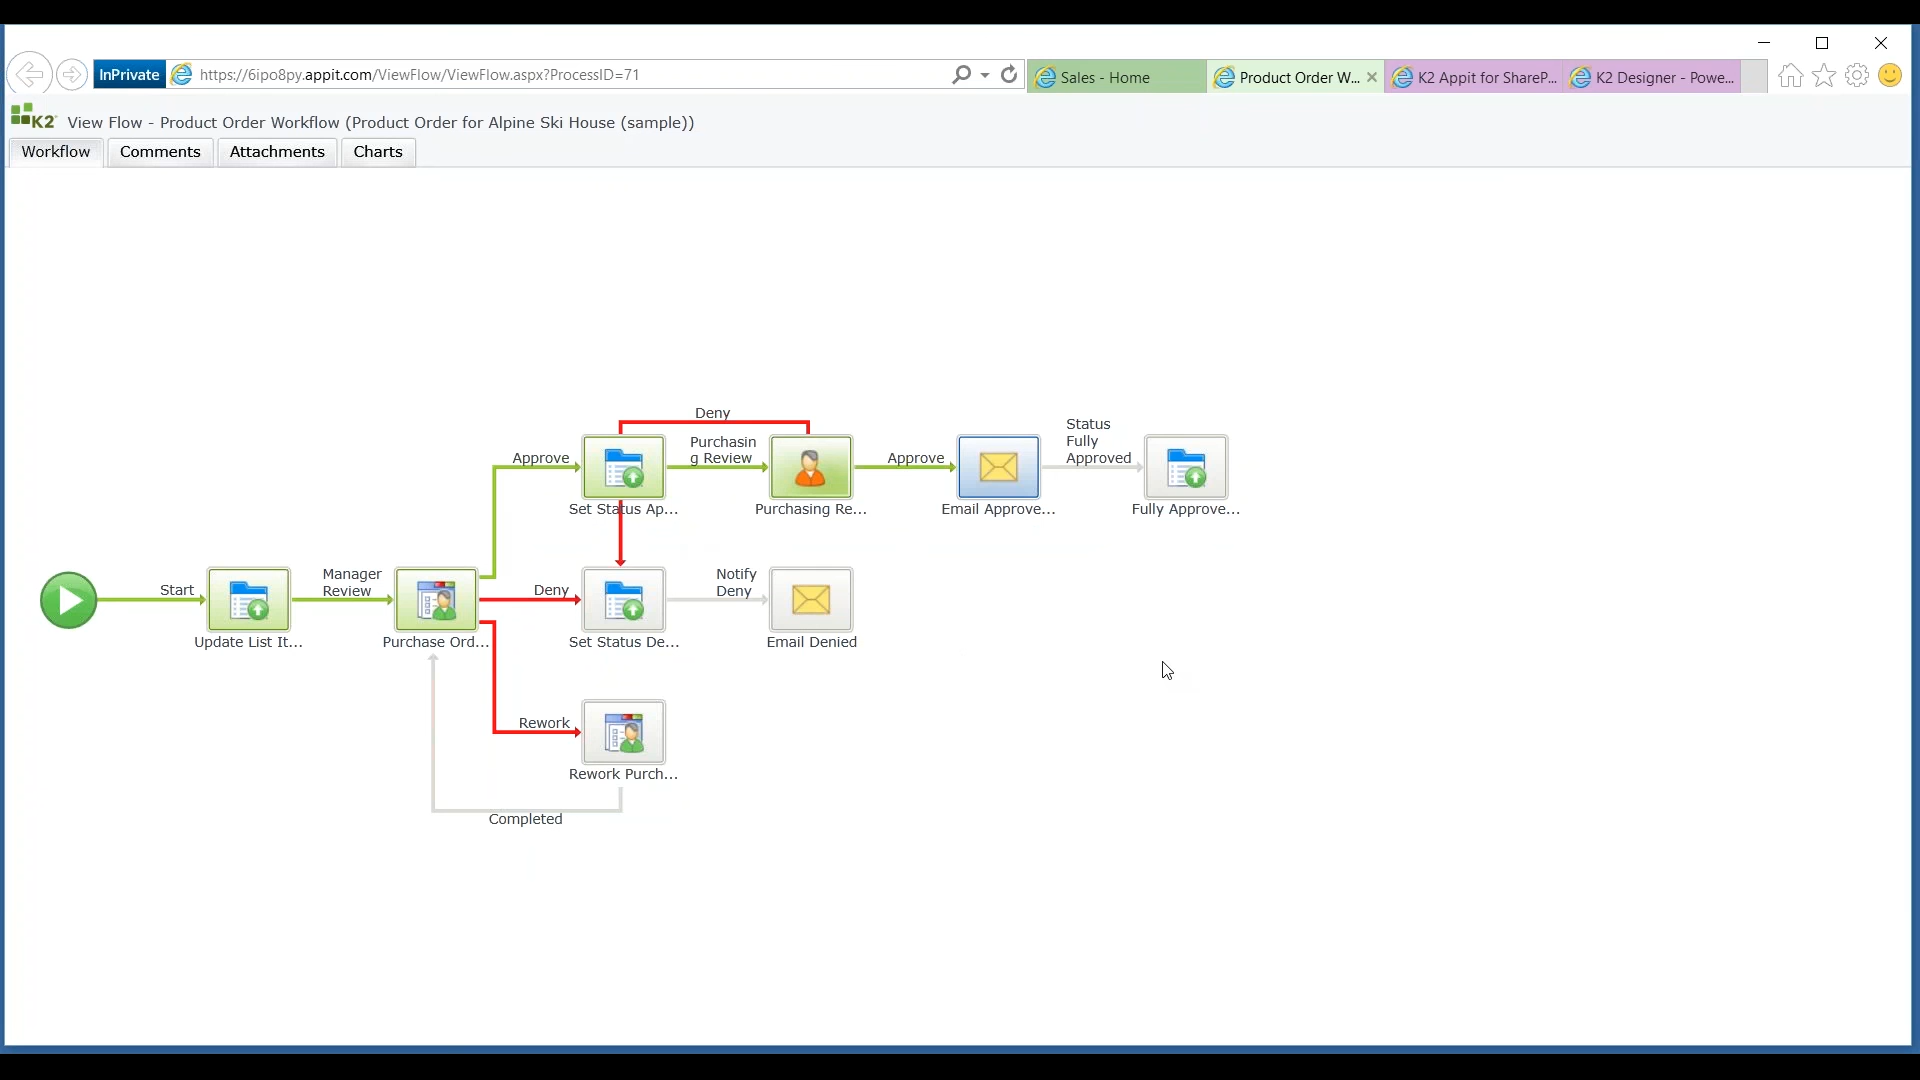 InPrivate
https://6ipo8py.appit.com/ViewFlow/ViewFlow.aspx?ProcessID=71
Sales - Home
Product Order W...
K2 Appit for ShareP...
K2 Designer - Powe...
K2
View Flow - Product Order Workflow (Product Order for Alpine Ski House (sample))
Workflow
Comments
Attachments
Charts
Deny
Approve
Purchasin
g Review
Approve
Status
Fully
Approved
Set Status Ap...
Purchasing Re...
Email Approve...
Fully Approve...
Start
Manager
Review
Deny
Notify
Deny
Update List It...
Purchase Ord...
Set Status De...
Email Denied
Rework
Rework Purch...
Completed